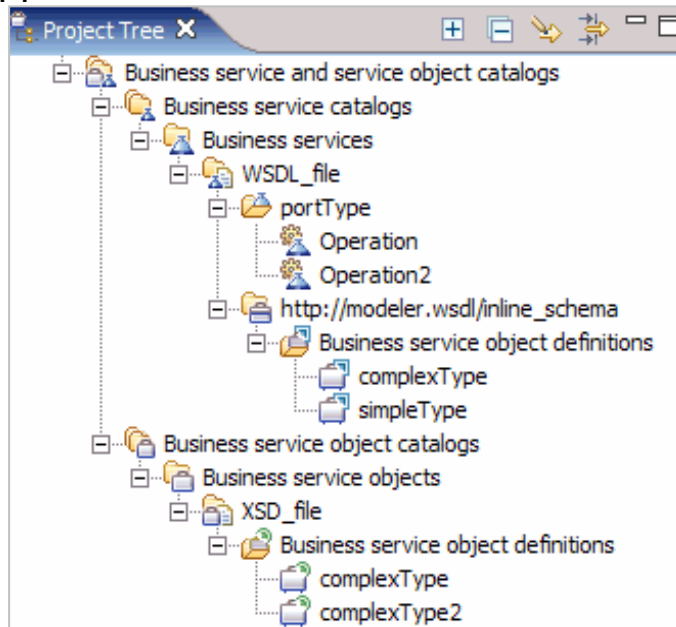 Project Tree
Business service and service object catalogs
Business service catalogs
Business services
WSDL_file
portType
Operation
Operation2
http://modeler.wsdl/inline_schema
Business service object definitions
complexType
simpleType
Business service object catalogs
Business service objects
XSD_file
Business service object definitions
complexType
complexType2